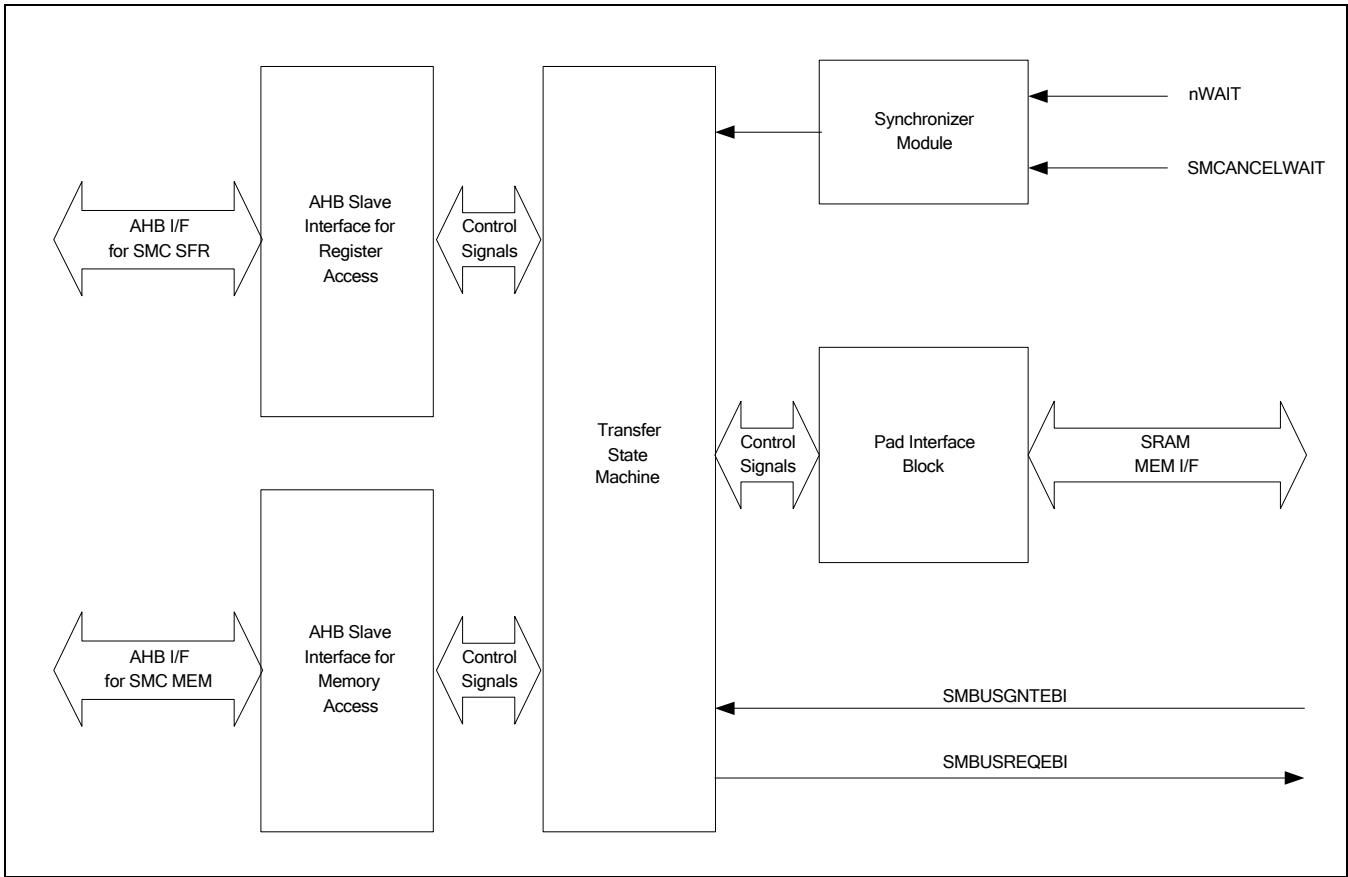 AHB I/F
for SMC SFR
AHB Slave
Interface for
Register
Access
Control
Signals
Synchronizer
Module
nWAIT
SMCANCELWAIT
Transfer
State
Machine
Control
Signals
Pad Interface
Block
SRAM
MEM I/F
AHB I/F
for SMC MEM
AHB Slave
Interface for
Memory
Access
Control
Signals
SMBUSGNTEBI
SMBUSREQEBI